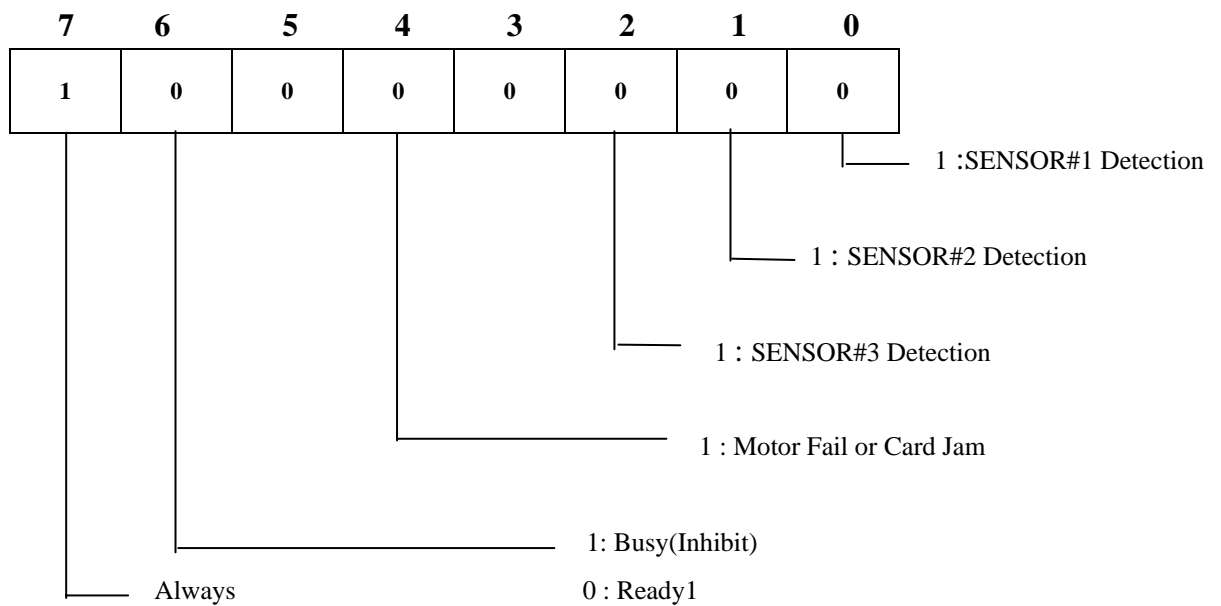 7 6 5 4 3 2 1 0
1 0 0 0 0 0 0 0
1 :SENSOR#1 Detection
1 : SENSOR#2 Detection
1 : SENSOR#3 Detection
1 : Motor Fail or Card Jam
1: Busy(Inhibit)
Always 0 : Ready1